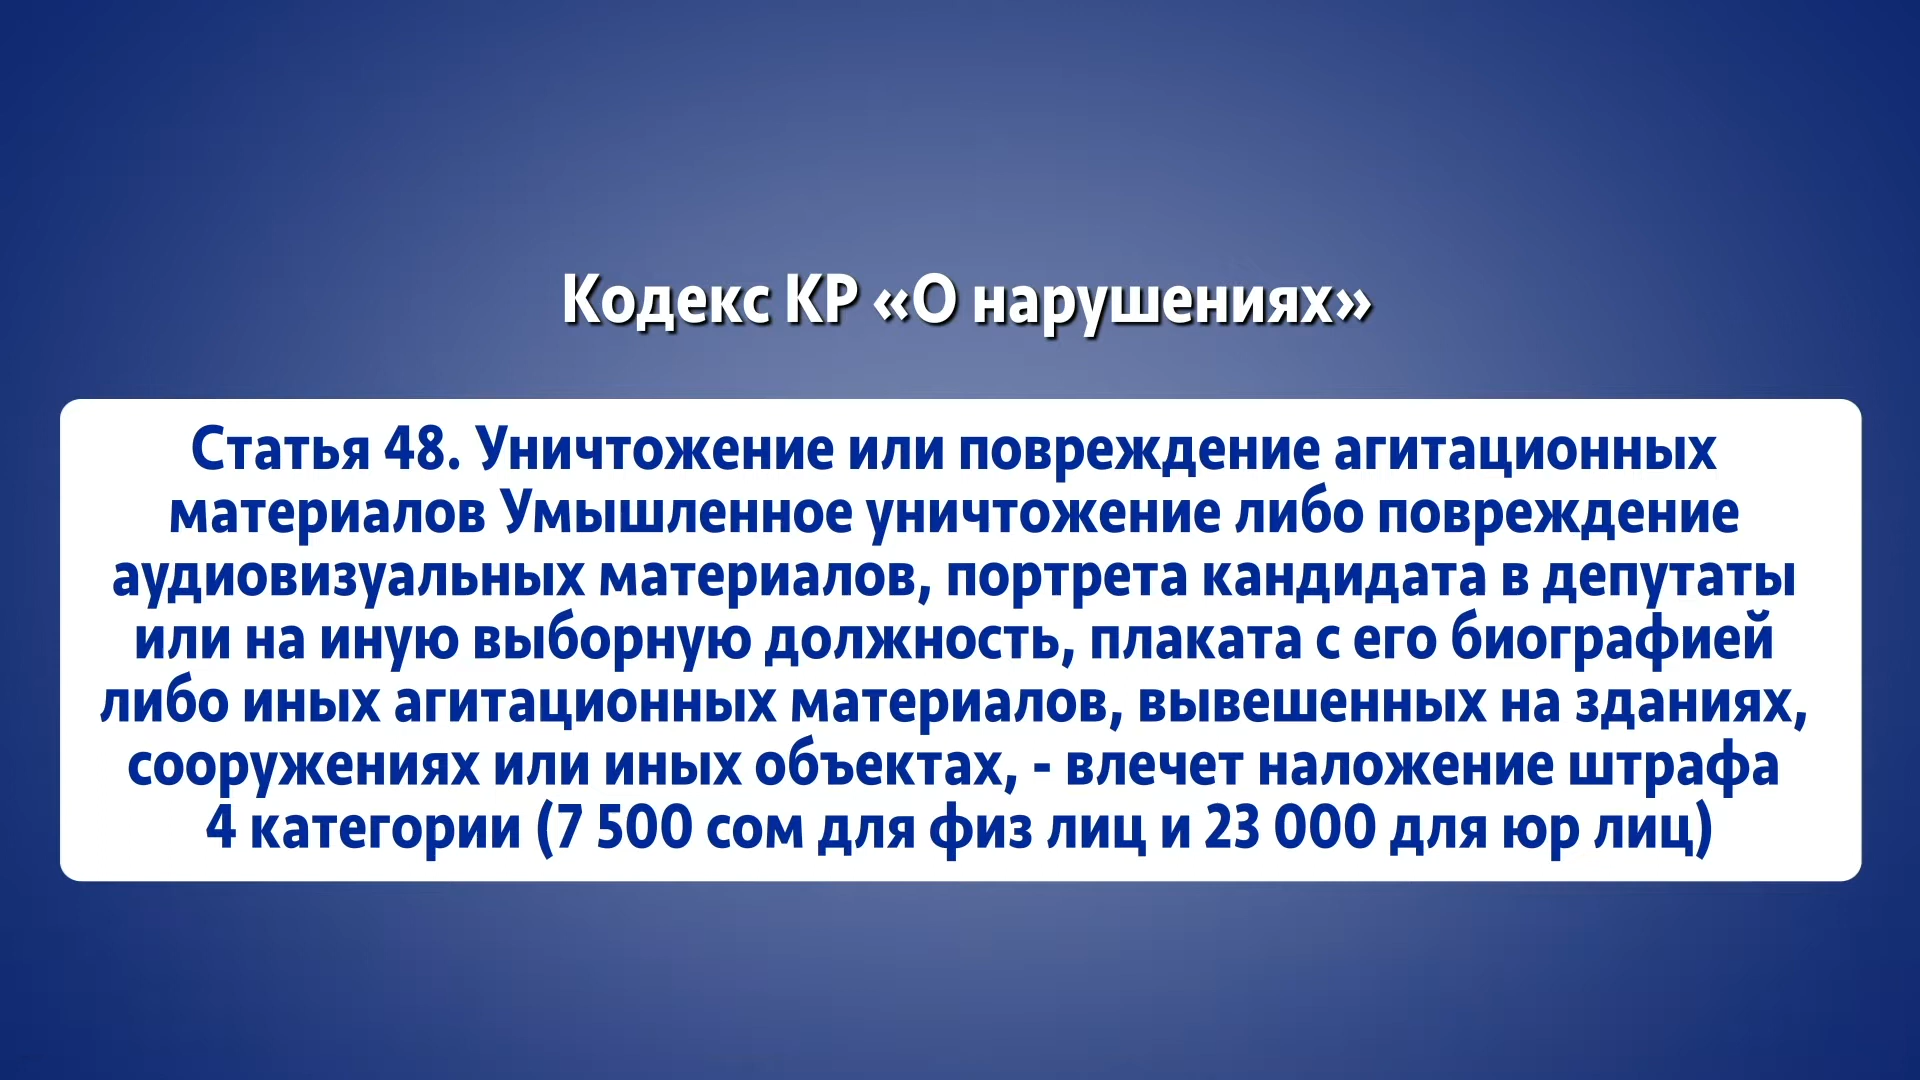 Кодекс КР «О нарушениях»
Статья 48. Уничтожение или повреждение агитационных
материалов Умышленное уничтожение либо повреждение
аудиовизуальных материалов, портрета кандидата в депутаты
или на иную выборную должность, плаката с его биографией
либо иных агитационных материалов, вывешенных на зданиях,
сооружениях или иных объектах, - влечет наложение штрафа
4 категории (7 500 сом для физ лиц и 23 000 для юр лиц)